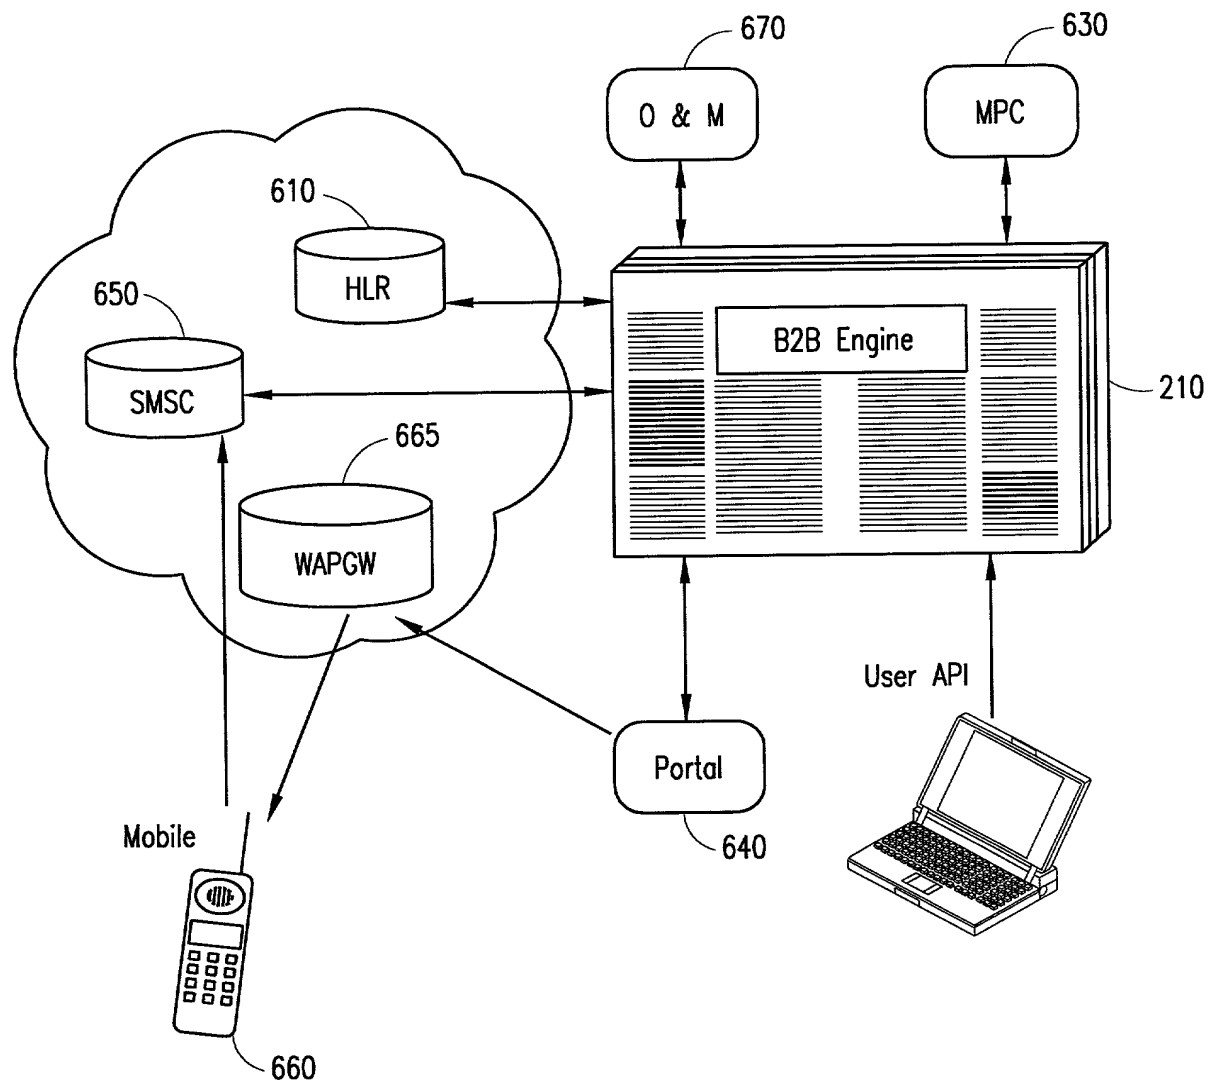 670
630
O & M
MPC
610
HLR
650
SMSC
B2B Engine
210
665
WAPGW
User API
Portal
640
Mobile
660